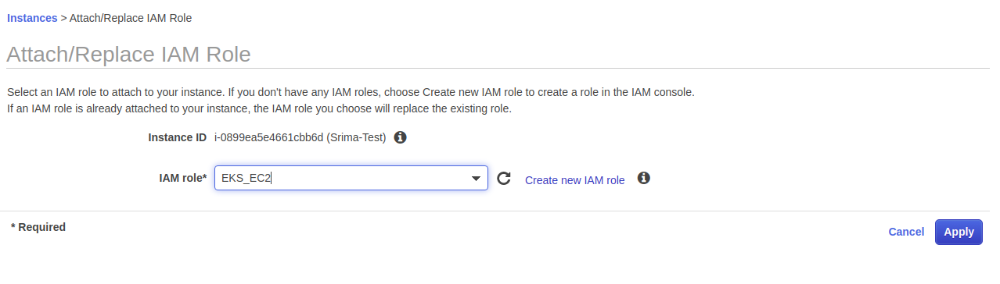 Instances > Attach/Replace IAM Role
Attach/Replace IAM Role
Select an IAM role to attach to your instance. If you don't have any IAM roles, choose Create new IAM role to create a role in the IAM console.
If an IAM role is already attached to your instance, the IAM role you choose will replace the existing role.
Instance ID i-0899ea5e4661cbb6d (Srima-Test)
IAM role* EKS_EC2 Create new IAM role
* Required
Cancel Apply